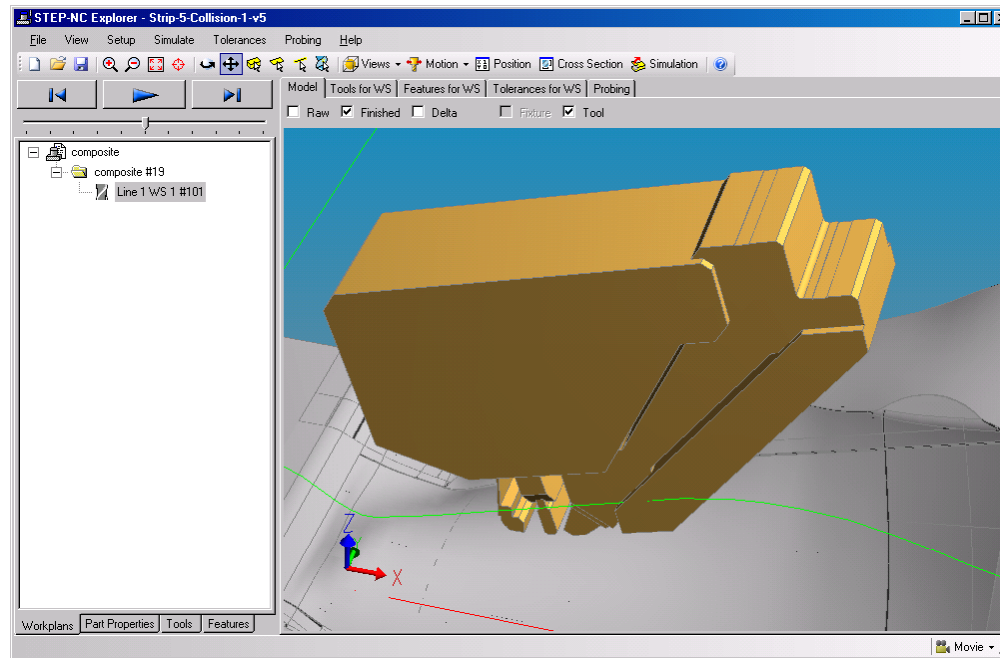 STEP-NC Explorer - Strip-5-Collision-1-v5
File View Setup Simulate Tolerances Probing Help
Views Motion Position Cross Section Simulation
Model Tools for WS Features for WS Tolerances for WS Probing
Raw Finished Delta Fixture Tool
composite
composite #19
Line 1 WS 1 #101
Z
X
Workplans Part Properties Tools Features
Movie